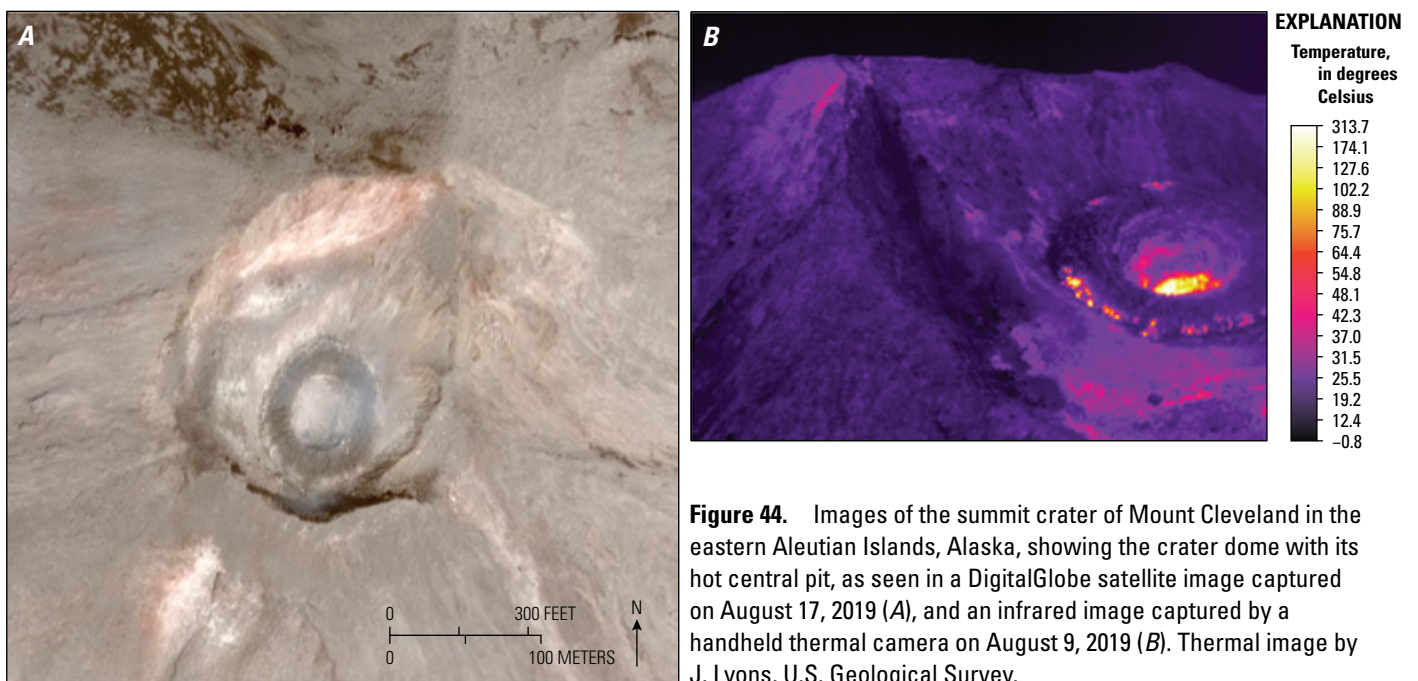 A
B
EXPLANATION
Temperature,
in degrees
Celsius
313.7
174.1
127.6
102.2
88.9
75.7
64.4
54.8
48.1
42.3
37.0
31.5
25.5
19.2
12.4
−0.8
0 300 FEET
0 100 METERS
N
Figure 44. Images of the summit crater of Mount Cleveland in the
eastern Aleutian Islands, Alaska, showing the crater dome with its
hot central pit, as seen in a DigitalGlobe satellite image captured
on August 17, 2019 (A), and an infrared image captured by a
handheld thermal camera on August 9, 2019 (B). Thermal image by
J. Lyons, U.S. Geological Survey.